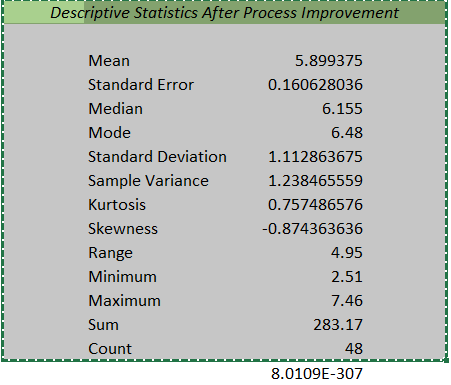 Descriptive Statistics After Process Improvement
Mean 5.899375
Standard Error 0.160628036
Median 6.155
Mode 6.48
Standard Deviation 1.112863675
Sample Variance 1.238465559
Kurtosis 0.757486576
Skewness -0.874363636
Range 4.95
Minimum 2.51
Maximum 7.46
Sum 283.17
Count 48
8.0109E-307